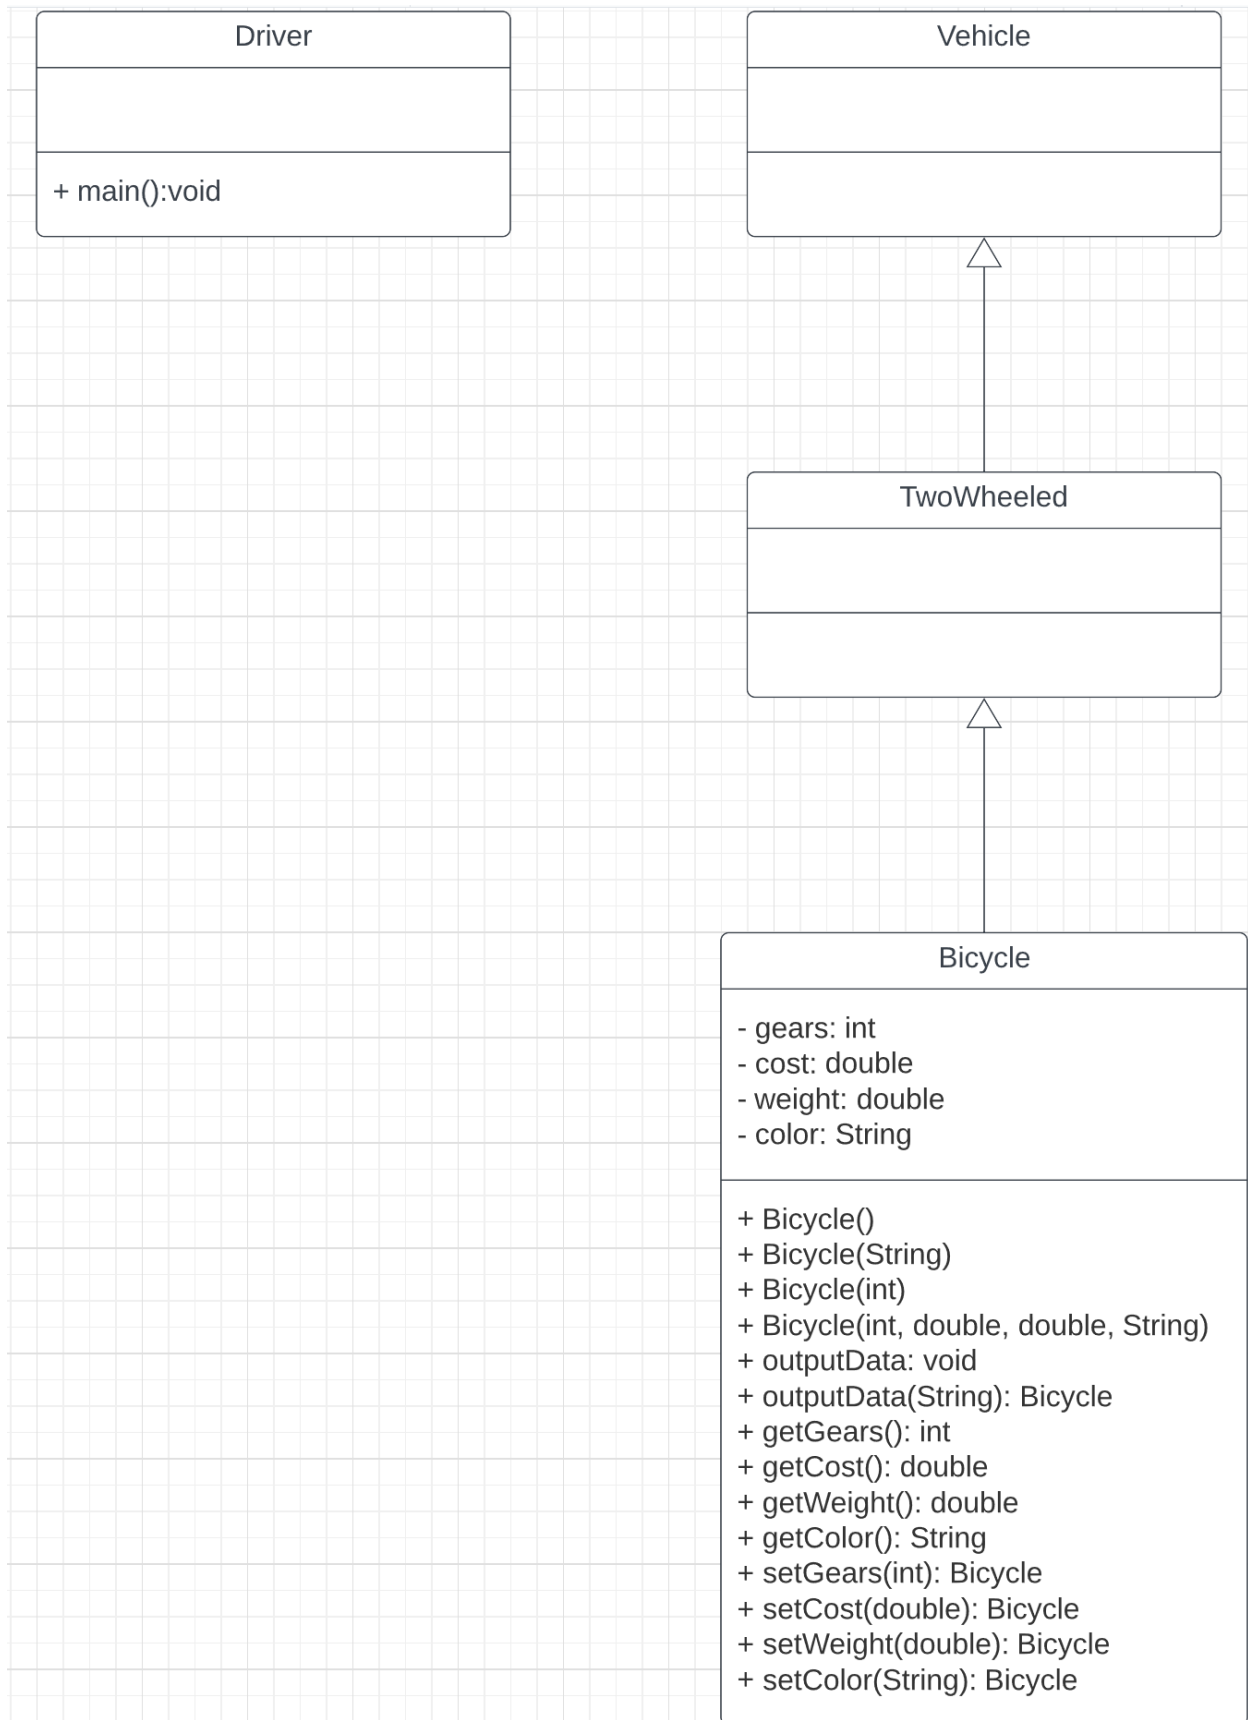 Driver
+ main():void
Vehicle
TwoWheeled
Bicycle
- gears: int
- cost: double
- weight: double
- color: String
+ Bicycle()
+ Bicycle(String)
+ Bicycle(int)
+ Bicycle(int, double, double, String)
+ outputData: void
+ outputData(String): Bicycle
+ getGears(): int
+ getCost(): double
+ getWeight(): double
+ getColor(): String
+ setGears(int): Bicycle
+ setCost(double): Bicycle
+ setWeight(double): Bicycle
+ setColor(String): Bicycle